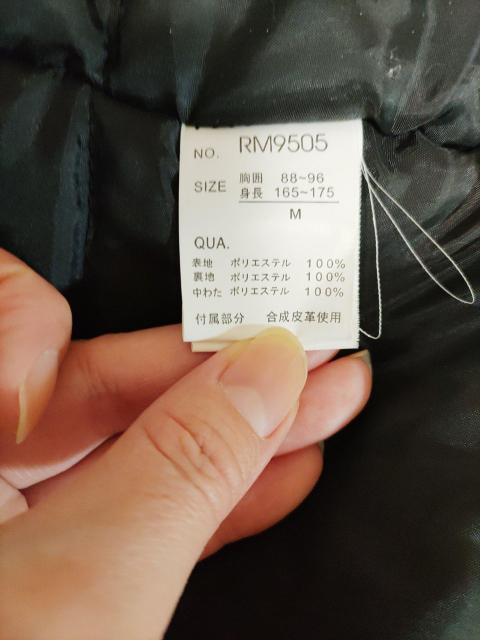 NO. RM9505
SIZE 胸囲 88~96
身長 165~175
M
QUA.
表地 ポリエステル 100%
裏地 ポリエステル 100%
中わた ポリエステル 100%
付属部分 合成皮革使用